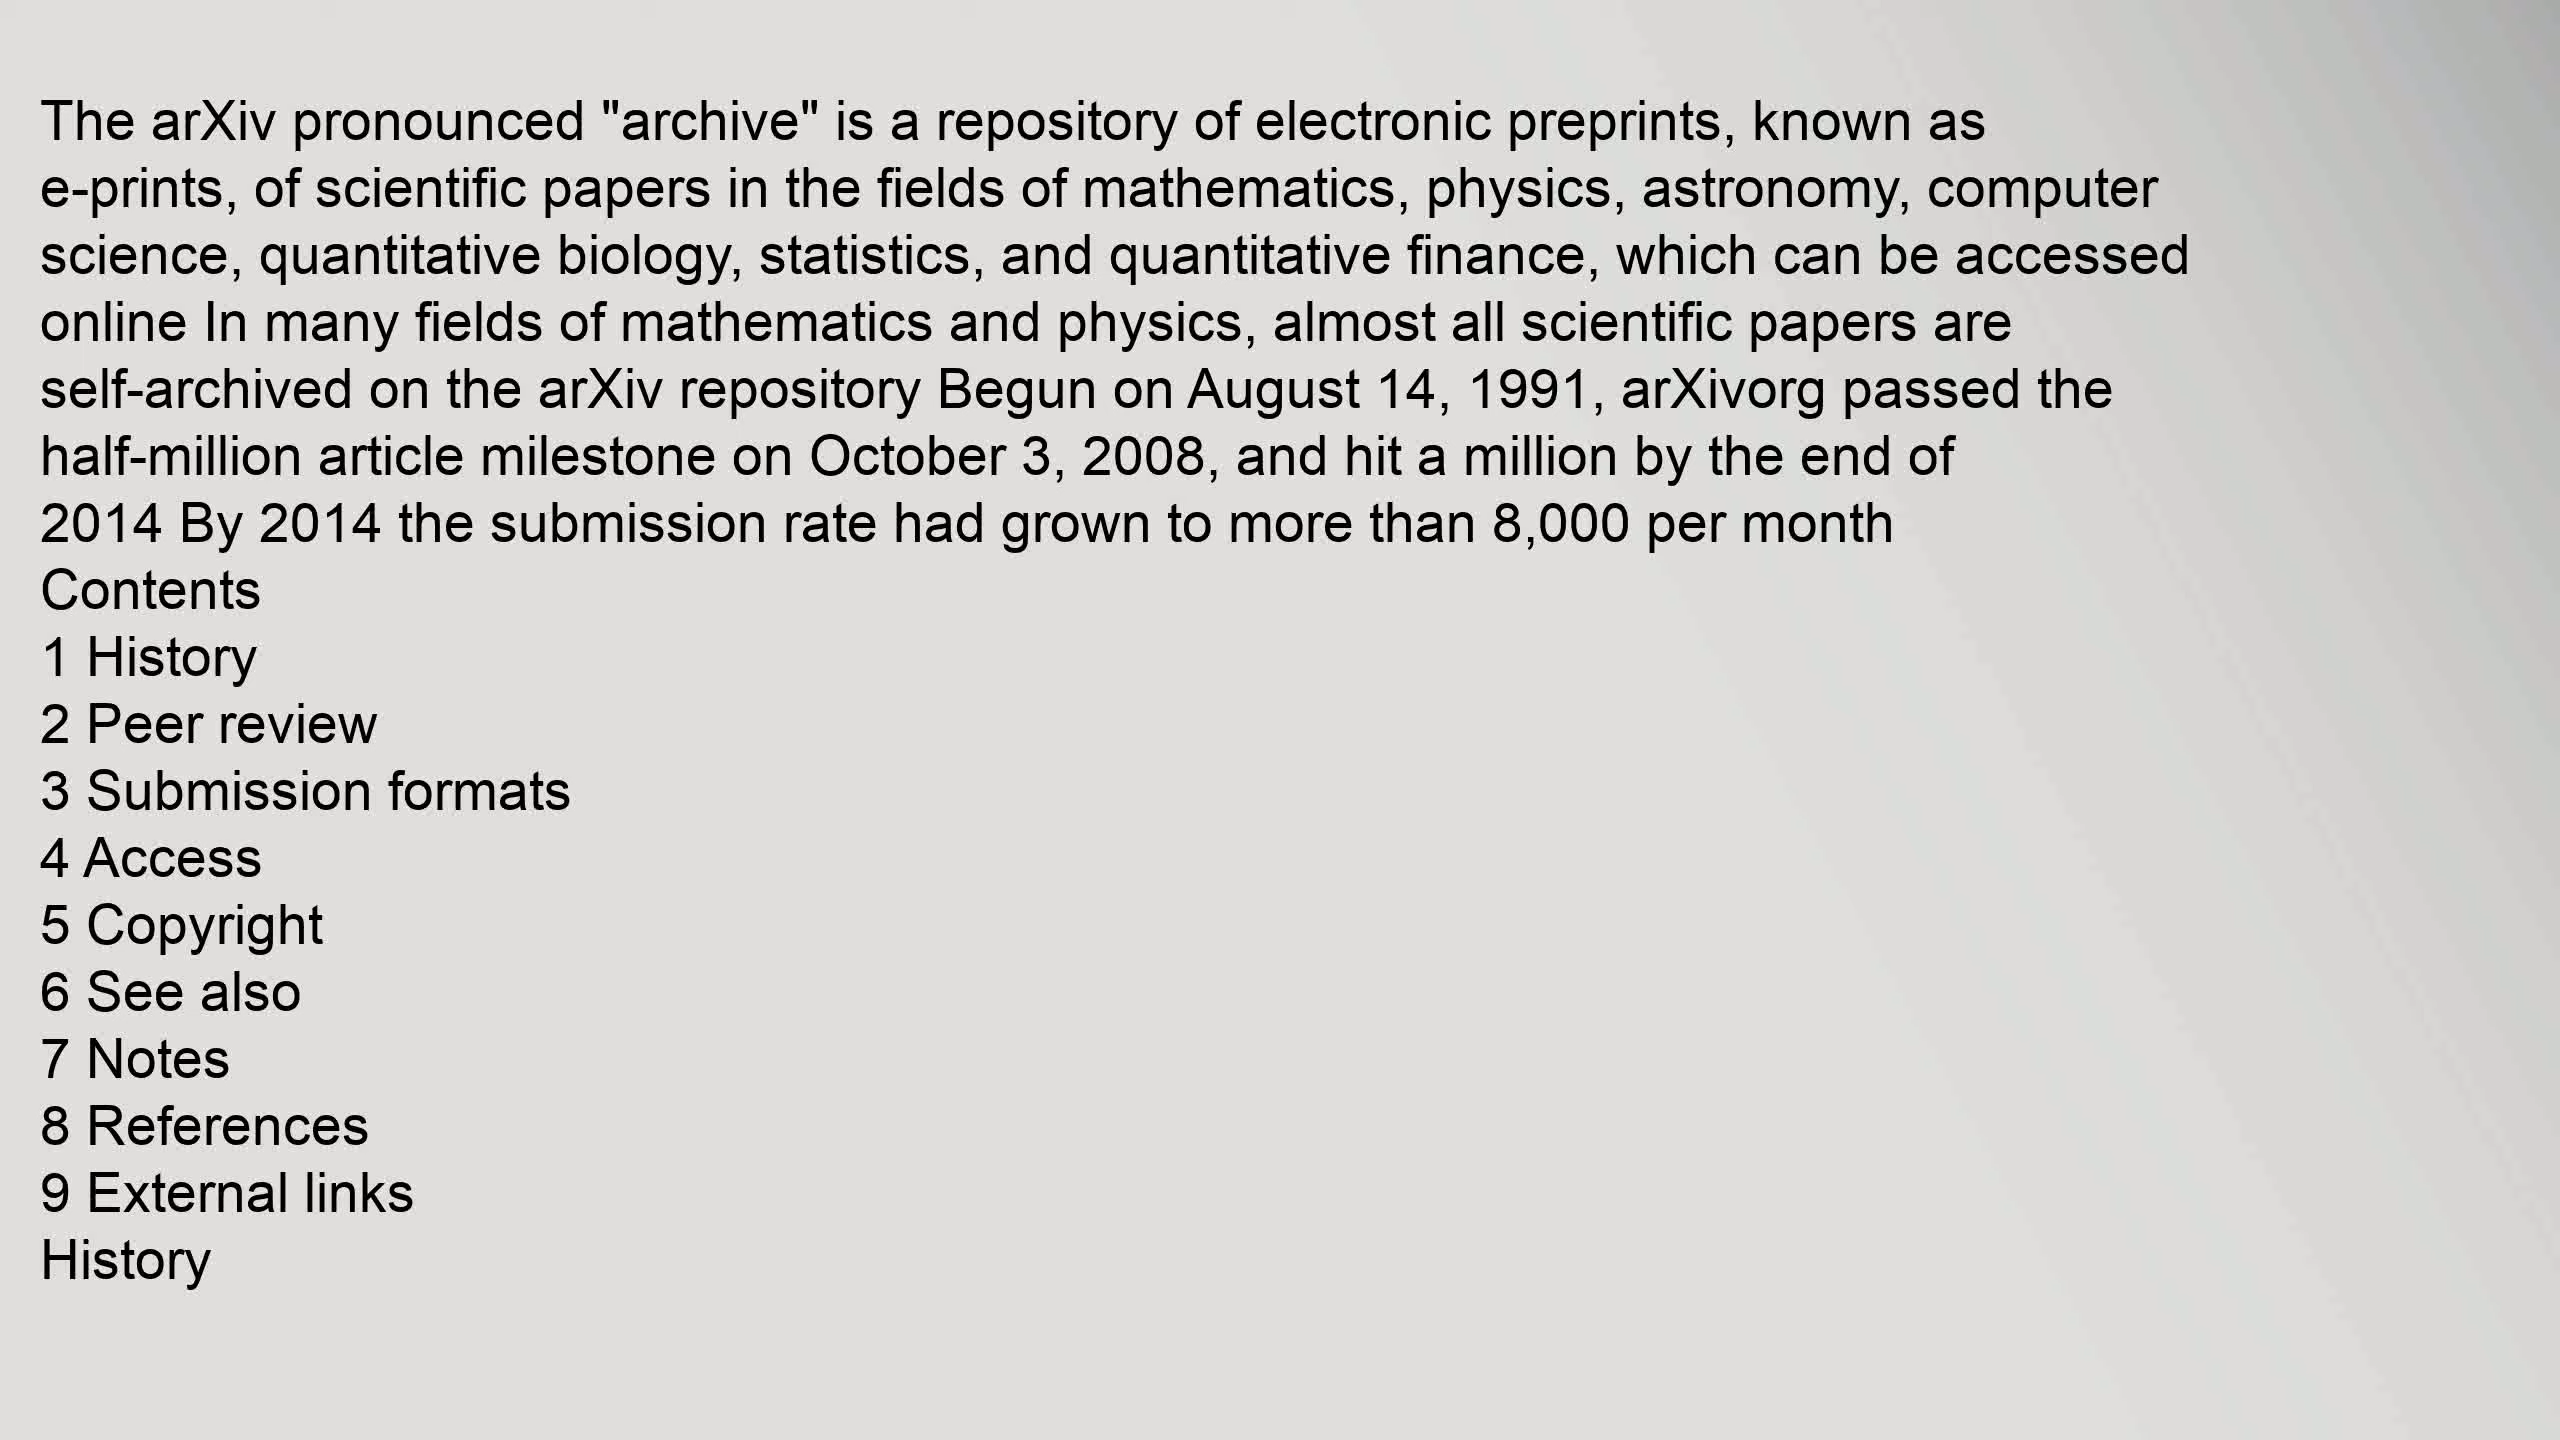 The arXiv pronounced "archive" is a repository of electronic preprints, known as
e-prints, of scientific papers in the fields of mathematics, physics, astronomy, computer
science, quantitative biology, statistics, and quantitative finance, which can be accessed
online In many fields of mathematics and physics, almost all scientific papers are
self-archived on the arXiv repository Begun on August 14, 1991, arXivorg passed the
half-million article milestone on October 3, 2008, and hit a million by the end of
2014 By 2014 the submission rate had grown to more than 8,000 per month
Contents
1 History
2 Peer review
3 Submission formats
4 Access
5 Copyright
6 See also
7 Notes
8 References
9 External links
History